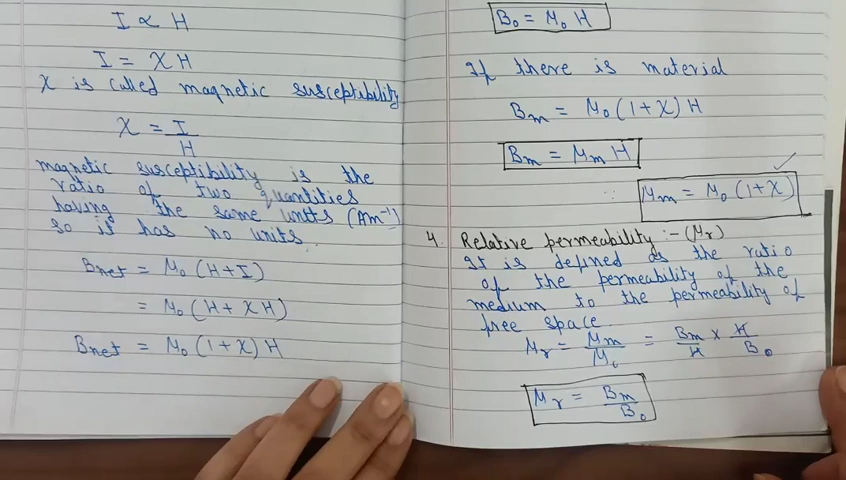 I ∝ H
I = χ H
χ is called magnetic susceptibility
χ = I / H
magnetic susceptibility is the
ratio of two quantities
having the same units (Am⁻¹)
so it has no units.
Bnet = μ₀ (H + I)
= μ₀ (H + χ H)
Bnet = μ₀ (1 + χ) H
B₀ = μ₀ H
If there is material
Bm = μ₀ (1 + χ) H
Bm = μm H
∴ μm = μ₀ (1 + χ)
4. Relative permeability :- (μr)
It is defined as the ratio
of the permeability of the
medium to the permeability of
free space
μr = μm / μ₀ = Bm / H × H / B₀
μr = Bm / B₀